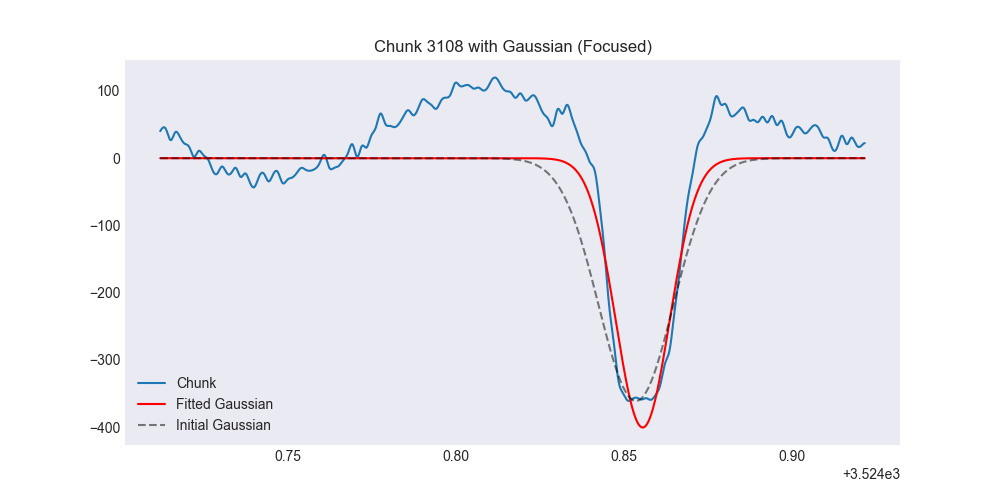 Chunk 3108 with Gaussian (Focused)
100
0
−100
−200
−300
−400
Chunk
Fitted Gaussian
Initial Gaussian
0.75 0.80 0.85 0.90
+3.524e3